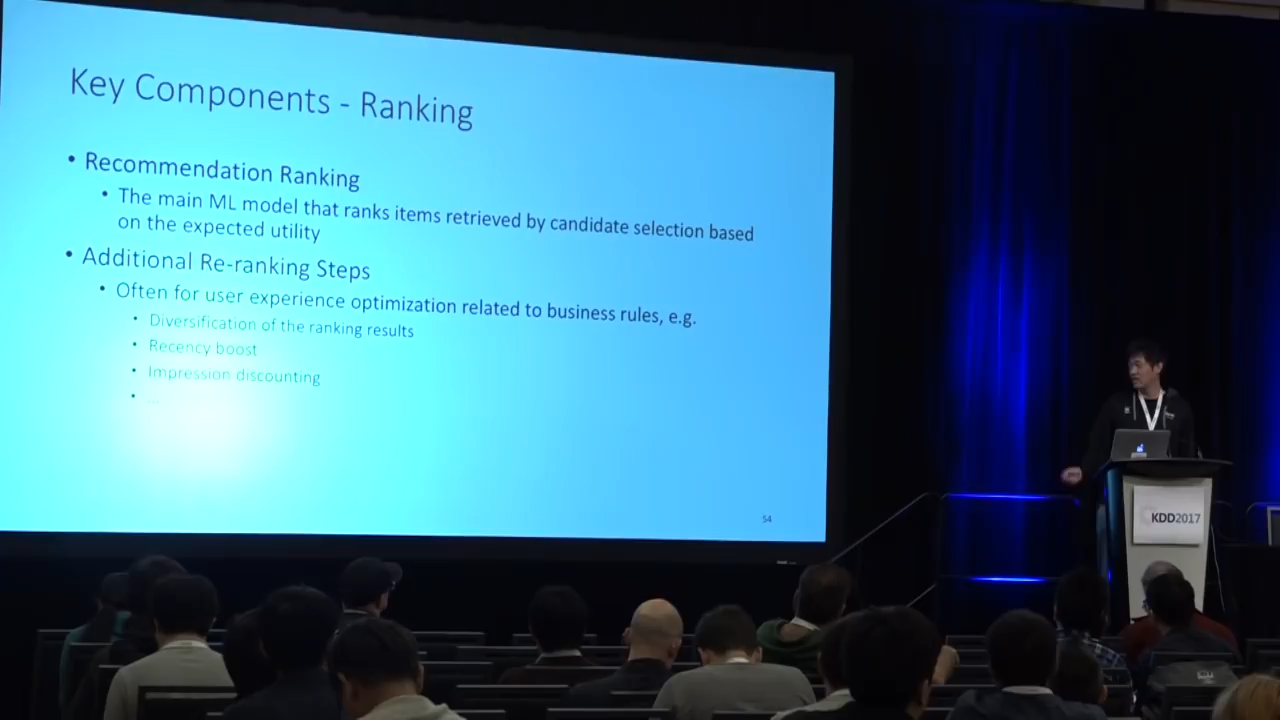 Key Components - Ranking
• Recommendation Ranking
• The main ML model that ranks items retrieved by candidate selection based
on the expected utility
• Additional Re-ranking Steps
• Often for user experience optimization related to business rules, e.g.
• Diversification of the ranking results
• Recency boost
• Impression discounting
• ...
54
KDD2017